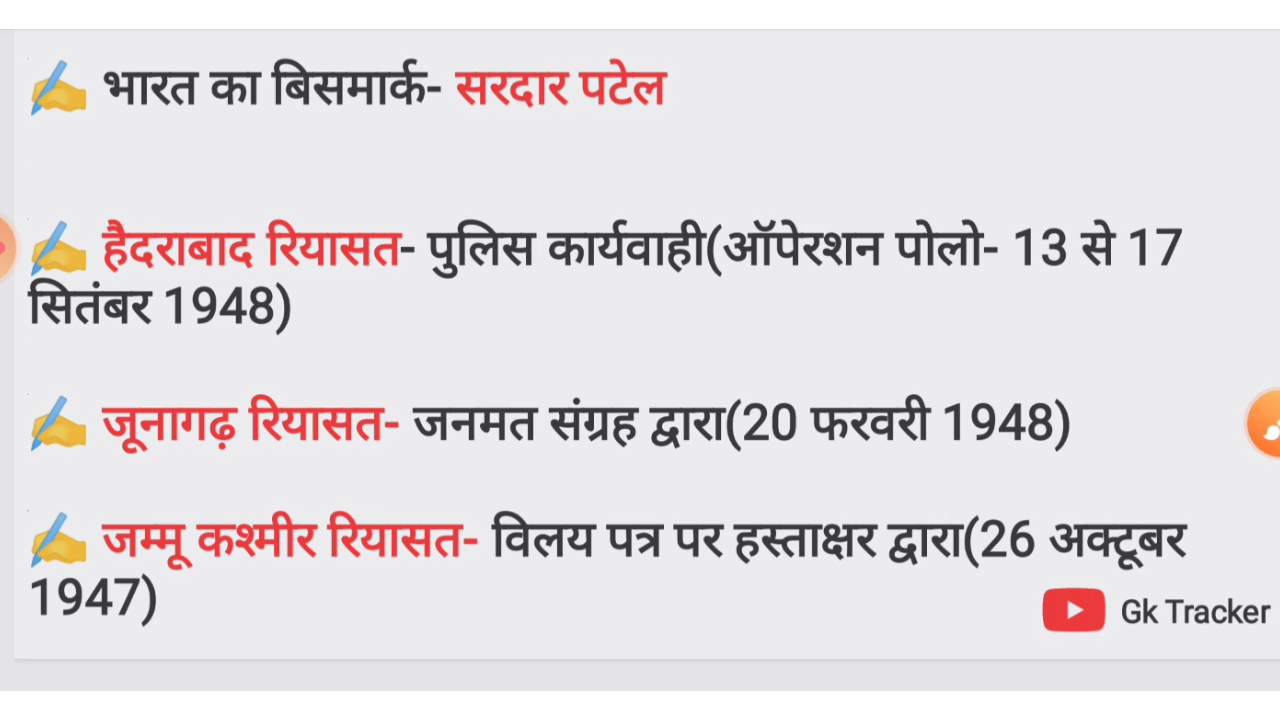 ✍️ भारत का बिसमार्क- सरदार पटेल
✍️ हैदराबाद रियासत- पुलिस कार्यवाही(ऑपेरशन पोलो- 13 से 17
सितंबर 1948)
✍️ जूनागढ़ रियासत- जनमत संग्रह द्वारा(20 फरवरी 1948)
✍️ जम्मू कश्मीर रियासत- विलय पत्र पर हस्ताक्षर द्वारा(26 अक्टूबर
1947)
Gk Tracker